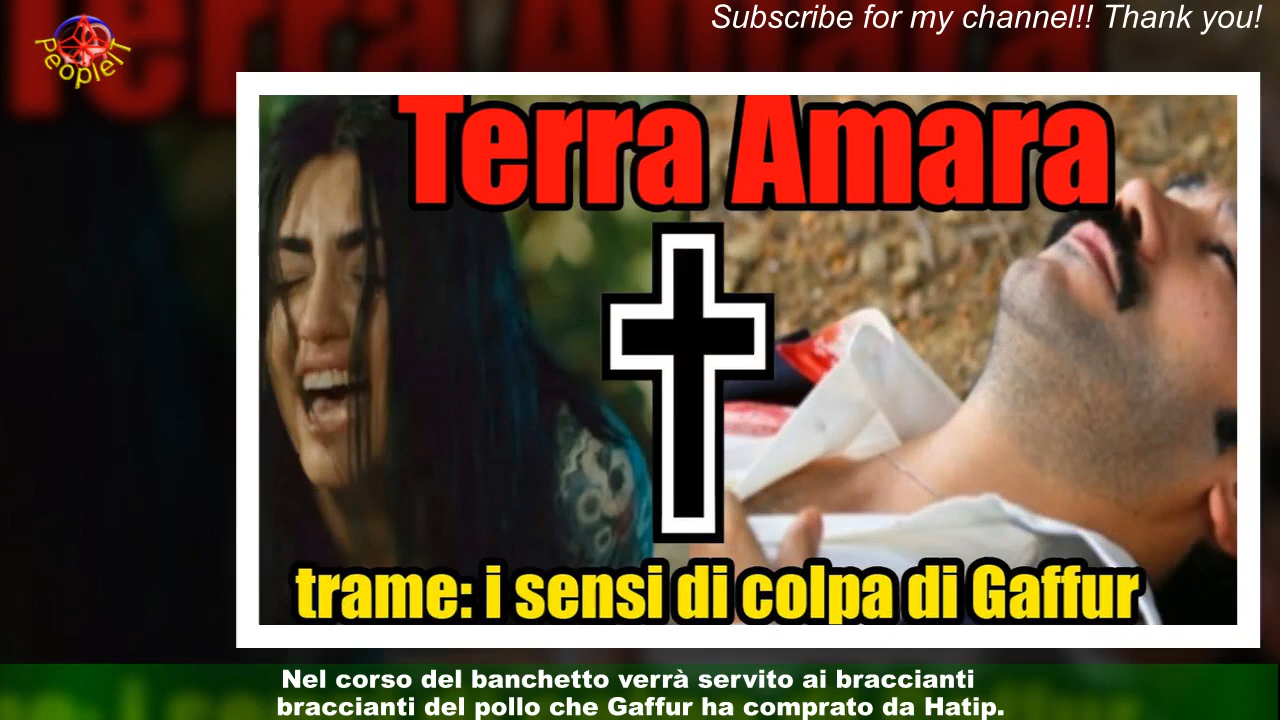 Subscribe for my channel!! Thank you!
PeopleIT
Terra Amara
trame: i sensi di colpa di Gaffur
Nel corso del banchetto verrà servito ai braccianti
braccianti del pollo che Gaffur ha comprato da Hatip.